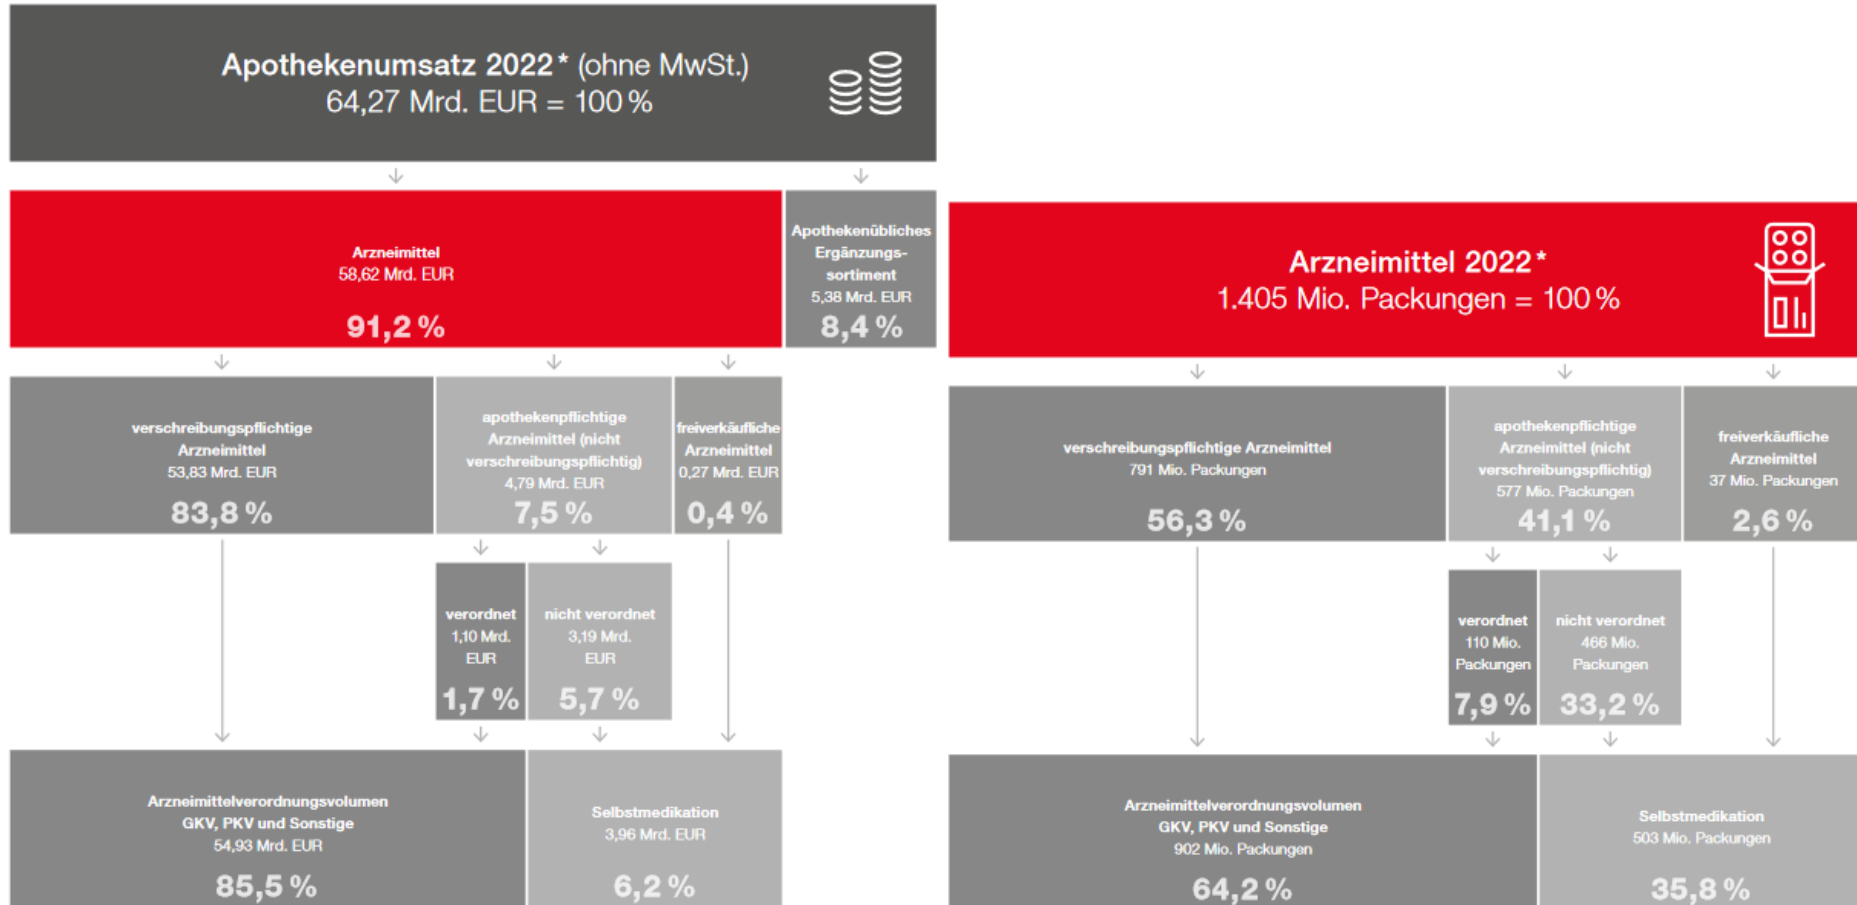 Apothekenumsatz 2022* (ohne MwSt.)
64,27 Mrd. EUR = 100 %
Arzneimittel
58,62 Mrd. EUR
91,2 %
Apothekenübliches
Ergänzungs-
sortiment
5,38 Mrd. EUR
8,4 %
verschreibungspflichtige
Arzneimittel
53,83 Mrd. EUR
83,8 %
apothekenpflichtige
Arzneimittel (nicht
verschreibungspflichtig)
4,79 Mrd. EUR
7,5 %
freiverkäufliche
Arzneimittel
0,27 Mrd. EUR
0,4 %
verordnet
1,10 Mrd.
EUR
1,7 %
nicht verordnet
3,19 Mrd.
EUR
5,7 %
Arzneimittelverordnungsvolumen
GKV, PKV und Sonstige
54,93 Mrd. EUR
85,5 %
Selbstmedikation
3,96 Mrd. EUR
6,2 %
Arzneimittel 2022*
1.405 Mio. Packungen = 100 %
verschreibungspflichtige Arzneimittel
791 Mio. Packungen
56,3 %
apothekenpflichtige
Arzneimittel (nicht
verschreibungspflichtig)
577 Mio. Packungen
41,1 %
freiverkäufliche
Arzneimittel
37 Mio. Packungen
2,6 %
verordnet
110 Mio.
Packungen
7,9 %
nicht verordnet
466 Mio.
Packungen
33,2 %
Arzneimittelverordnungsvolumen
GKV, PKV und Sonstige
902 Mio. Packungen
64,2 %
Selbstmedikation
503 Mio. Packungen
35,8 %